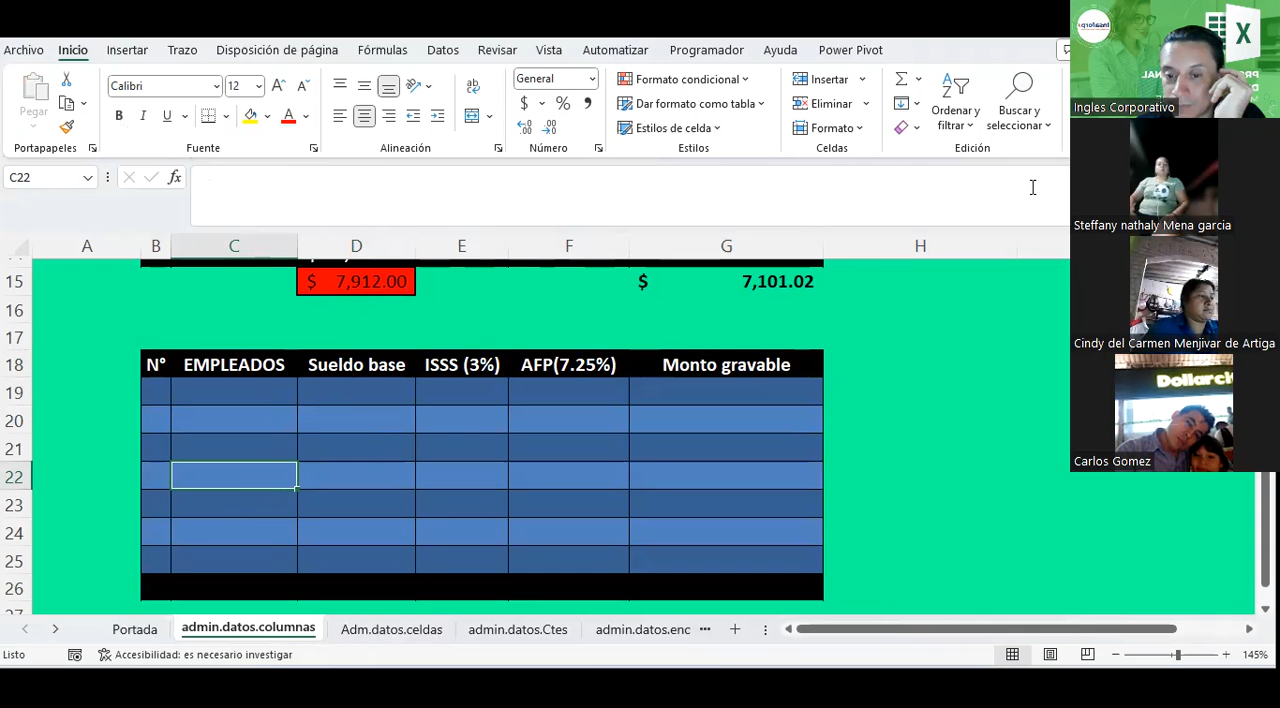 Archivo Inicio Insertar Trazo Disposición de página Fórmulas Datos Revisar Vista Automatizar Programador Ayuda Power Pivot
Pegar
Portapapeles
Calibri 12
N K S
Fuente
Alineación
General
$ %
Número
Formato condicional
Dar formato como tabla
Estilos de celda
Estilos
Insertar
Eliminar
Formato
Celdas
Ordenar y filtrar
Buscar y seleccionar
Edición
C22
fx
A B C D E F G H
15 $ 7,912.00 $ 7,101.02
16
17
18 N° EMPLEADOS Sueldo base ISSS (3%) AFP(7.25%) Monto gravable
19
20
21
22
23
24
25
26
27
Portada admin.datos.columnas Adm.datos.celdas admin.datos.Ctes admin.datos.enc
Listo Accesibilidad: es necesario investigar 145%
Ingles Corporativo
Steffany nathaly Mena garcia
Cindy del Carmen Menjivar de Artiga
Carlos Gomez